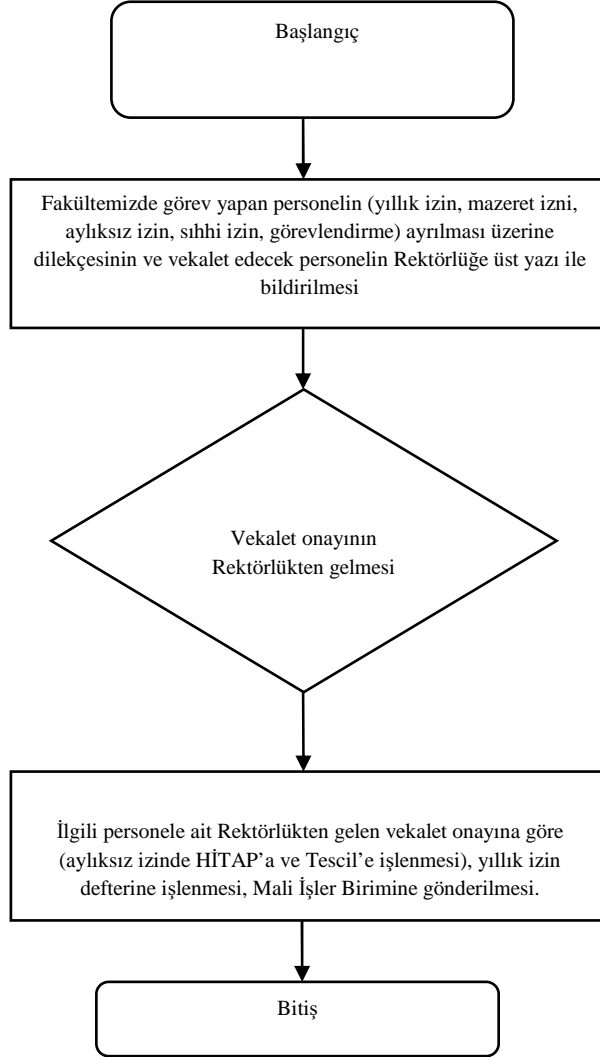 Başlangıç
Fakültemizde görev yapan personelin (yıllık izin, mazeret izni,
aylıksız izin, sıhhi izin, görevlendirme) ayrılması üzerine
dilekçesinin ve vekalet edecek personelin Rektörlüğe üst yazı ile
bildirilmesi
Vekalet onayının
Rektörlükten gelmesi
İlgili personele ait Rektörlükten gelen vekalet onayına göre
(aylıksız izinde HİTAP’a ve Tescil’e işlenmesi), yıllık izin
defterine işlenmesi, Mali İşler Birimine gönderilmesi.
Bitiş